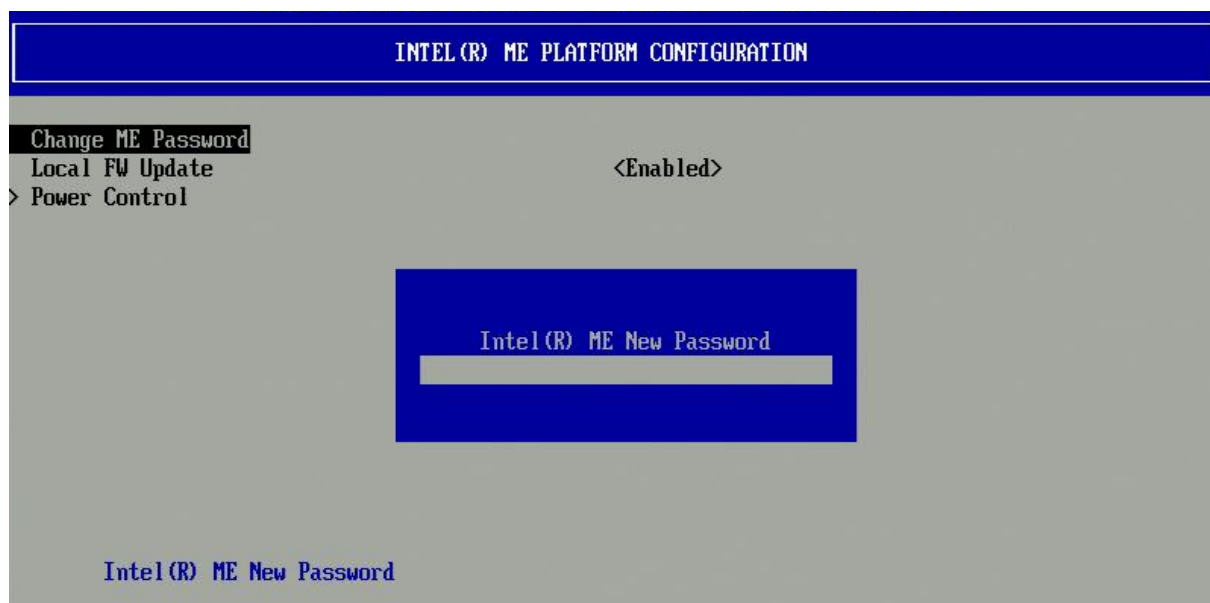 INTEL(R) ME PLATFORM CONFIGURATION
Change ME Password
Local FW Update <Enabled>
> Power Control
Intel(R) ME New Password
Intel(R) ME New Password